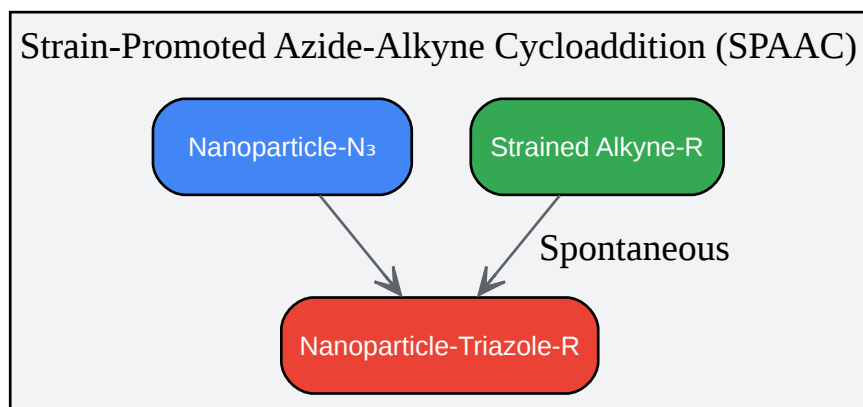 Strain-Promoted Azide-Alkyne Cycloaddition (SPAAC)
Nanoparticle-N₃
Strained Alkyne-R
Spontaneous
Nanoparticle-Triazole-R